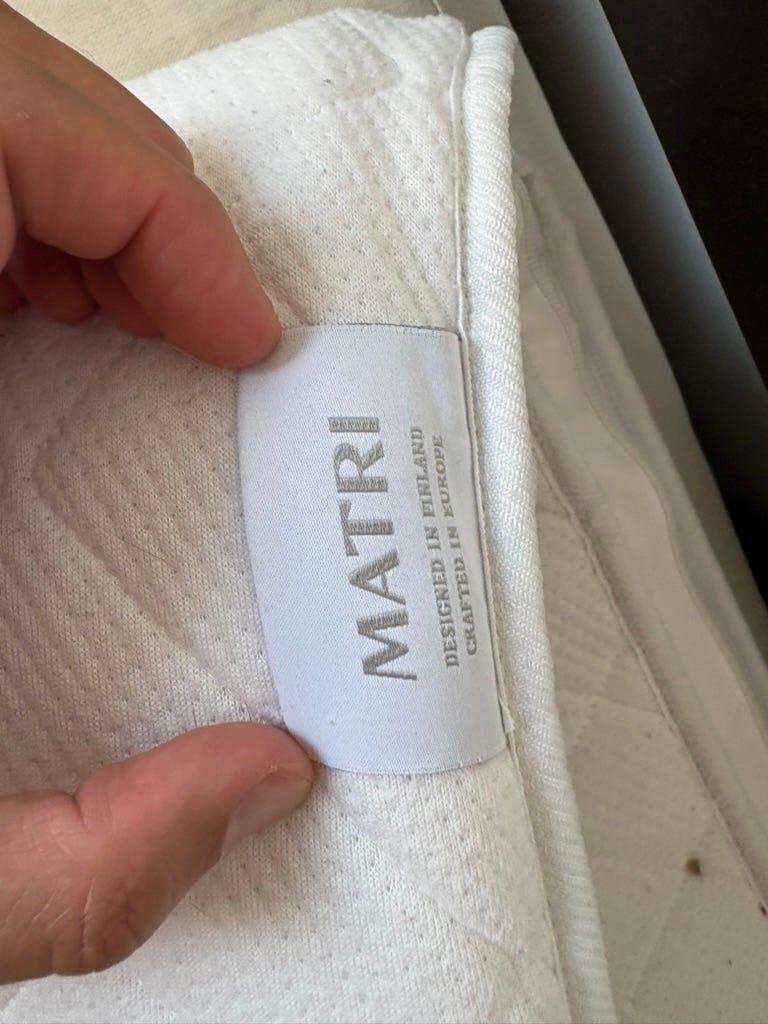 MATRI
DESIGNED IN FINLAND
CRAFTED IN EUROPE